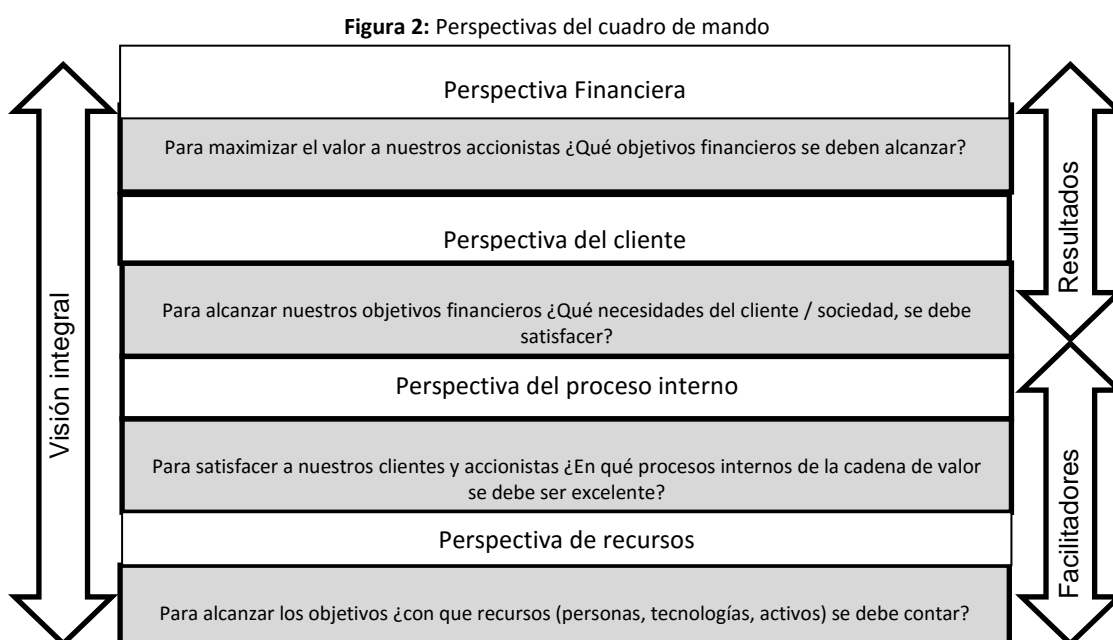 Figura 2: Perspectivas del cuadro de mando
Perspectiva Financiera
Para maximizar el valor a nuestros accionistas ¿Qué objetivos financieros se deben alcanzar?
Perspectiva del cliente
Para alcanzar nuestros objetivos financieros ¿Qué necesidades del cliente / sociedad, se debe
satisfacer?
Perspectiva del proceso interno
Para satisfacer a nuestros clientes y accionistas ¿En qué procesos internos de la cadena de valor
se debe ser excelente?
Perspectiva de recursos
Para alcanzar los objetivos ¿con que recursos (personas, tecnologías, activos) se debe contar?
Visión integral
Resultados
Facilitadores